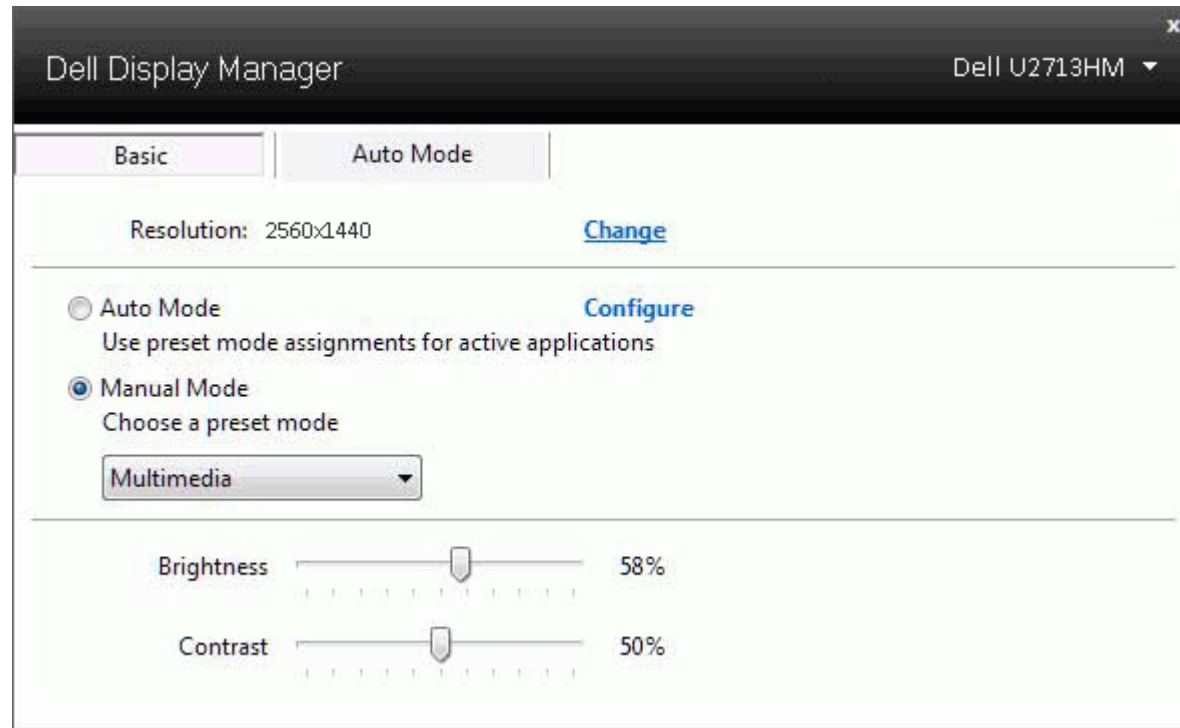 x
Dell Display Manager Dell U2713HM
Basic Auto Mode
Resolution: 2560x1440 Change
Auto Mode Configure
Use preset mode assignments for active applications
Manual Mode
Choose a preset mode
Multimedia
Brightness 58%
Contrast 50%